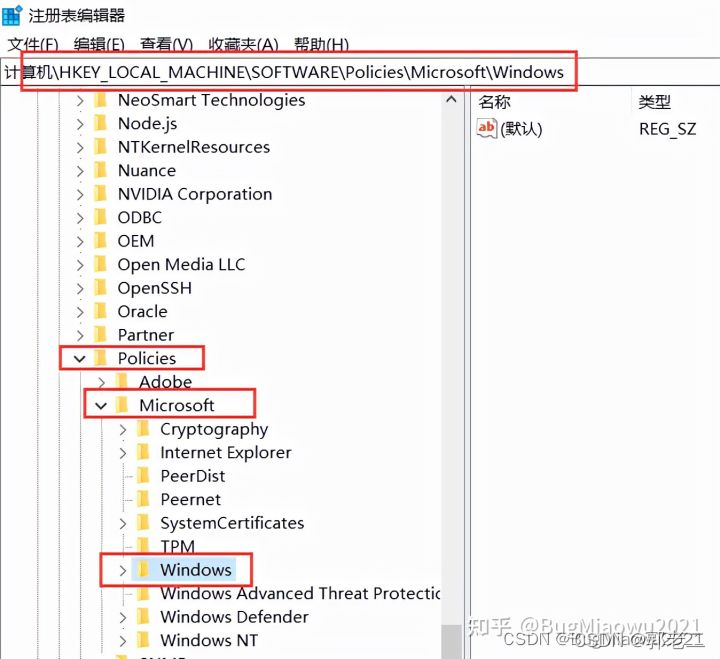 注册表编辑器
文件(F) 编辑(E) 查看(V) 收藏夹(A) 帮助(H)
计算机\HKEY_LOCAL_MACHINE\SOFTWARE\Policies\Microsoft\Windows
名称 类型
(默认) REG_SZ
NeoSmart Technologies
Node.js
NTKernelResources
Nuance
NVIDIA Corporation
ODBC
OEM
Open Media LLC
OpenSSH
Oracle
Partner
Policies
Adobe
Microsoft
Cryptography
Internet Explorer
PeerDist
Peernet
SystemCertificates
TPM
Windows
Windows Advanced Threat Protectic
Windows Defender
Windows NT
知乎 @BugMiaowu2021
CSDN